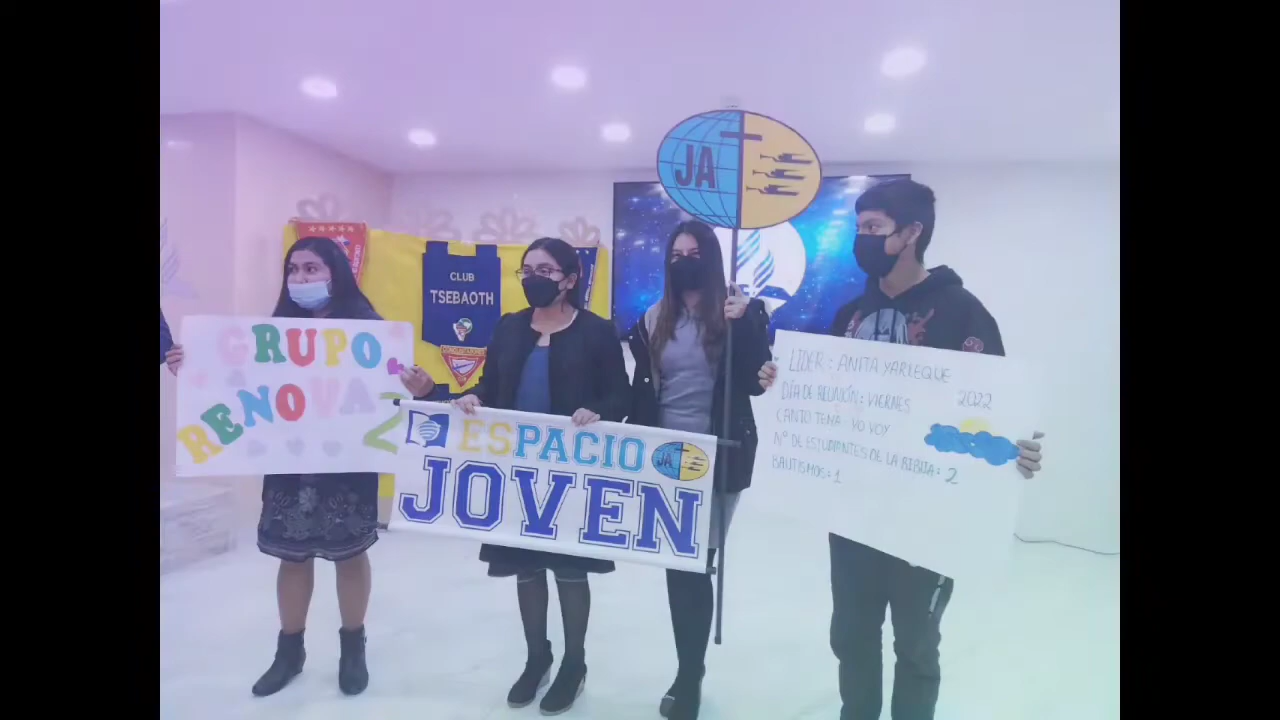 CLUB
TSEBAOTH
JA
GRUPO
RENOVA2
ESPACIO
JA
JOVEN
LIDER: ANITA YARLEQUE
DÍA DE REUNIÓN: VIERNES 2022
CANTO TEMA: YO VOY
Nº DE ESTUDIANTES DE LA BIBLIA: 2
BAUTISMOS: 1